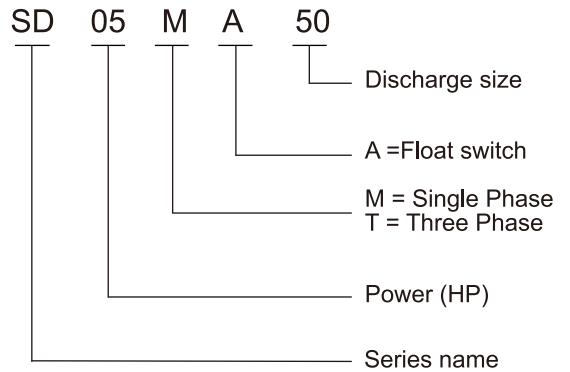 SD 05 M A 50
Discharge size
A =Float switch
M = Single Phase
T = Three Phase
Power (HP)
Series name